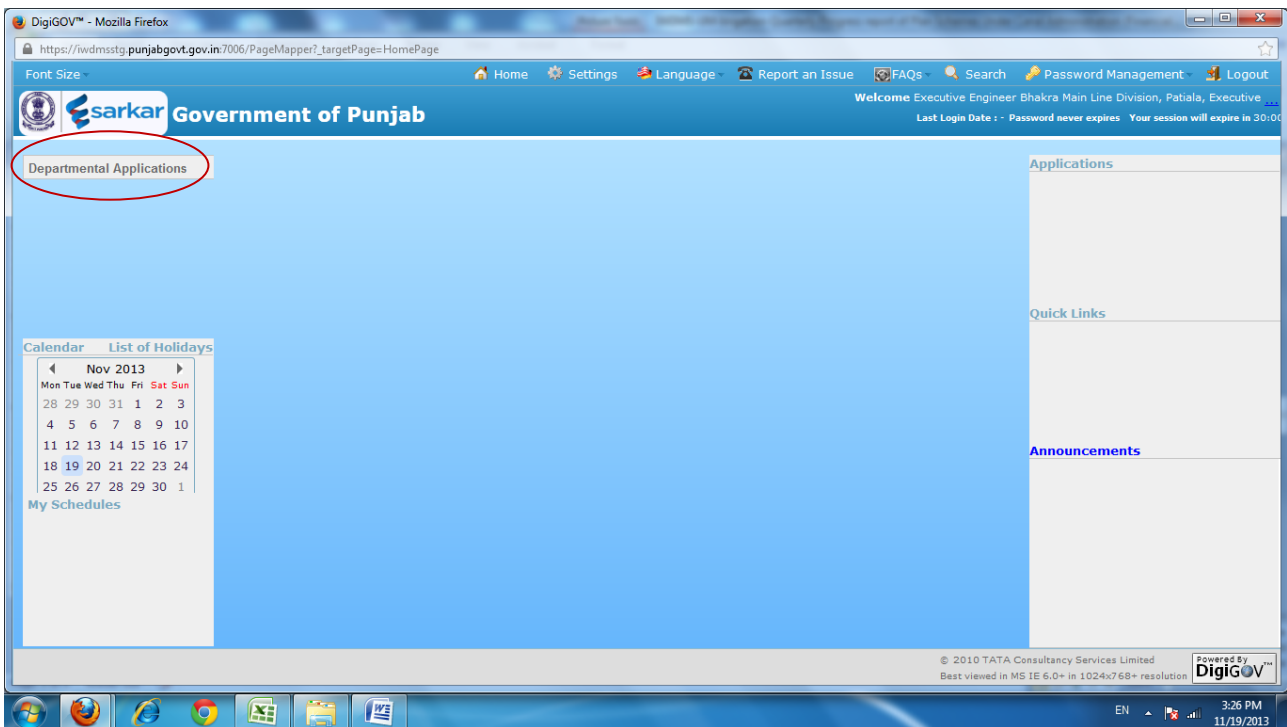 DigiGOV™ - Mozilla Firefox
https://iwdmsstg.punjabgovt.gov.in:7006/PageMapper?_targetPage=HomePage
Font Size Home Settings Language Report an Issue FAQs Search Password Management Logout
esarkar Government of Punjab
Welcome Executive Engineer Bhakra Main Line Division, Patiala, Executive ...
Last Login Date : - Password never expires Your session will expire in 30:00
Departmental Applications
Applications
Quick Links
Calendar List of Holidays
Nov 2013
Mon Tue Wed Thu Fri Sat Sun
28 29 30 31 1 2 3
4 5 6 7 8 9 10
11 12 13 14 15 16 17
18 19 20 21 22 23 24
25 26 27 28 29 30 1
My Schedules
Announcements
© 2010 TATA Consultancy Services Limited
Best viewed in MS IE 6.0+ in 1024x768+ resolution
Powered By
DigiGOV™
EN
3:26 PM
11/19/2013